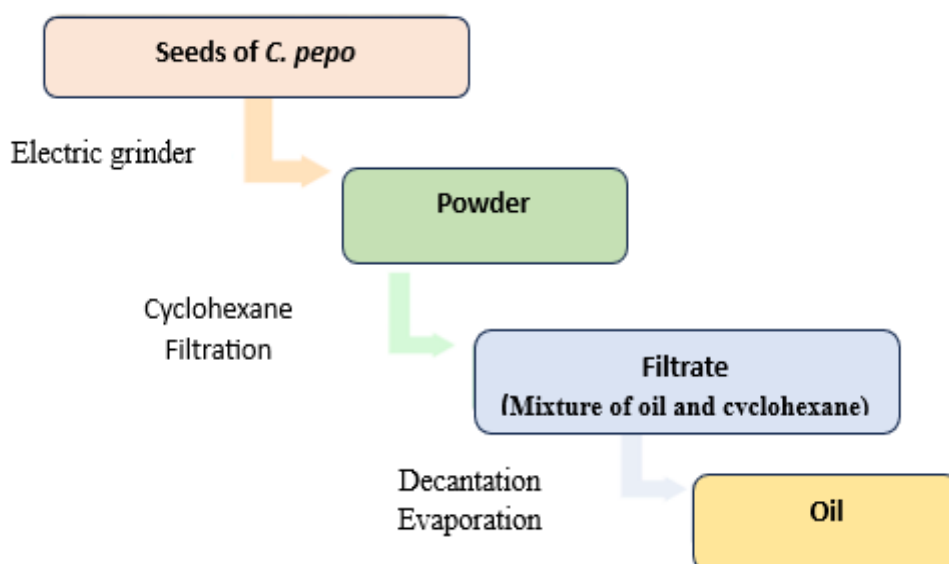 Seeds of C. pepo
Electric grinder
Powder
Cyclohexane
Filtration
Filtrate
(Mixture of oil and cyclohexane)
Decantation
Evaporation
Oil